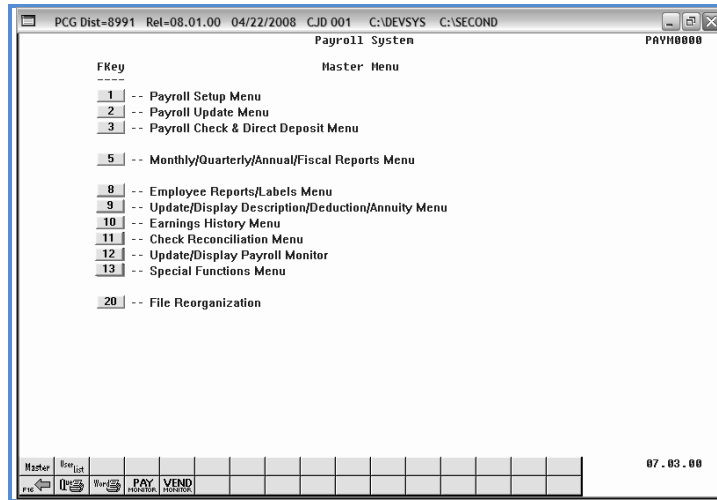 PCG Dist=8991 Rel=08.01.00 04/22/2008 CJD 001 C:\DEVSYS C:\SECOND
Payroll System PAYM0000
FKey Master Menu
----
1 -- Payroll Setup Menu
2 -- Payroll Update Menu
3 -- Payroll Check & Direct Deposit Menu
5 -- Monthly/Quarterly/Annual/Fiscal Reports Menu
8 -- Employee Reports/Labels Menu
9 -- Update/Display Description/Deduction/Annuity Menu
10 -- Earnings History Menu
11 -- Check Reconciliation Menu
12 -- Update/Display Payroll Monitor
13 -- Special Functions Menu
20 -- File Reorganization
Master User List 07.03.00
F16 Que Word PAY MONITOR VEND MONITOR